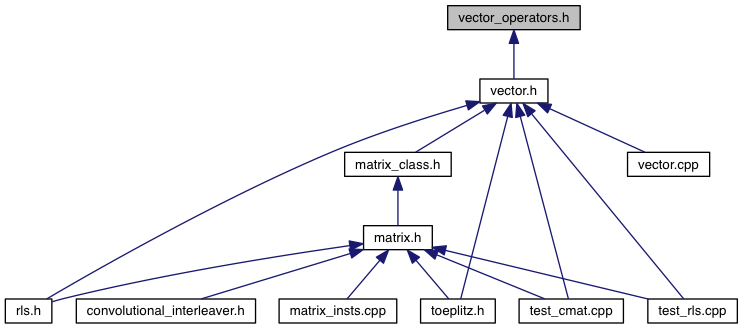 vector_operators.h
vector.h
matrix_class.h
vector.cpp
matrix.h
rls.h
convolutional_interleaver.h
matrix_insts.cpp
toeplitz.h
test_cmat.cpp
test_rls.cpp